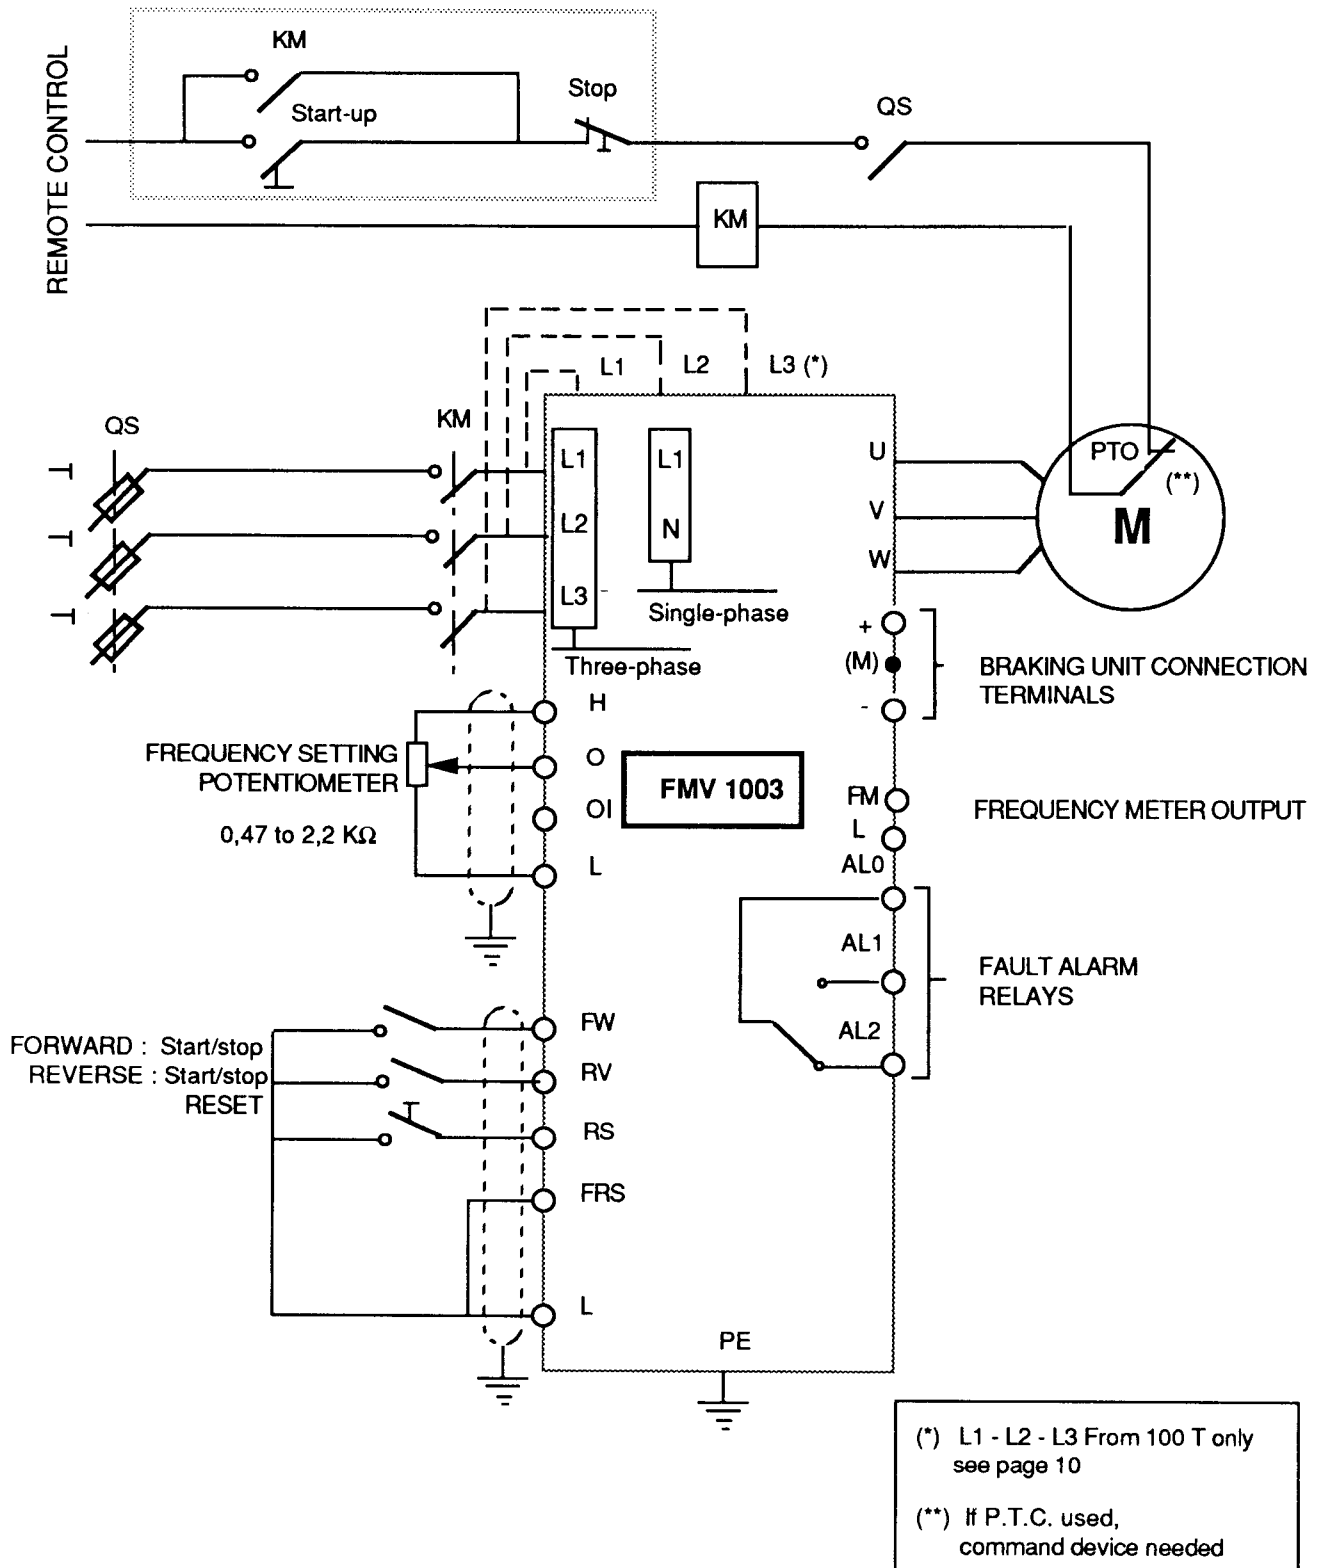 REMOTE CONTROL
KM
Start-up
Stop
QS
KM
L1 L2 L3 (*)
QS
KM
L1
L2
L3
Three-phase
L1
N
Single-phase
U
V
W
PTO
(**)
M
+
(M)
-
BRAKING UNIT CONNECTION
TERMINALS
FREQUENCY SETTING
POTENTIOMETER
0,47 to 2,2 KΩ
H
O
OI
L
FMV 1003
FM
L
FREQUENCY METER OUTPUT
AL0
AL1
AL2
FAULT ALARM
RELAYS
FORWARD : Start/stop
REVERSE : Start/stop
RESET
FW
RV
RS
FRS
L
PE
(*) L1 - L2 - L3 From 100 T only
see page 10
(**) If P.T.C. used,
command device needed